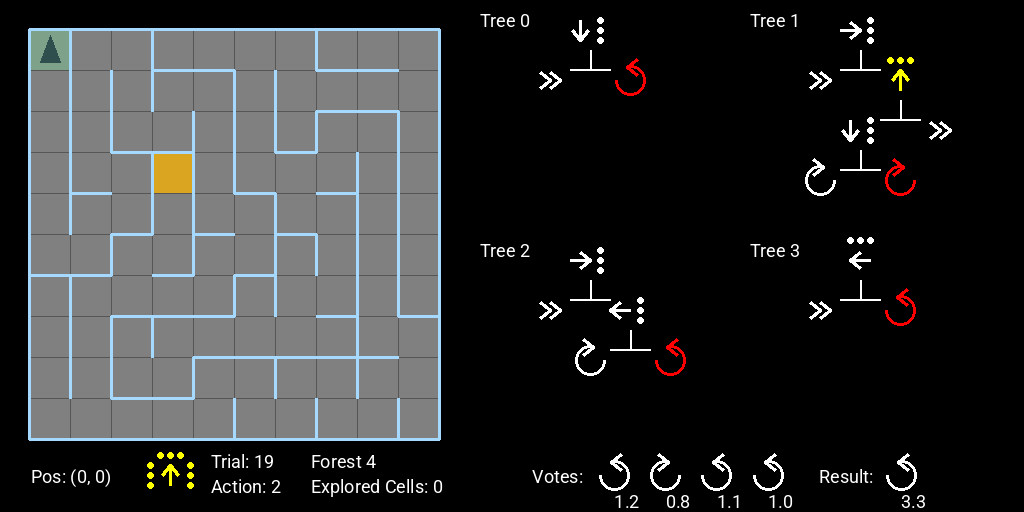 Tree 0
Tree 1
Tree 2
Tree 3
Pos: (0, 0)
Trial: 19
Forest 4
Action: 2
Explored Cells: 0
Votes:
1.2
0.8
1.1
1.0
Result:
3.3